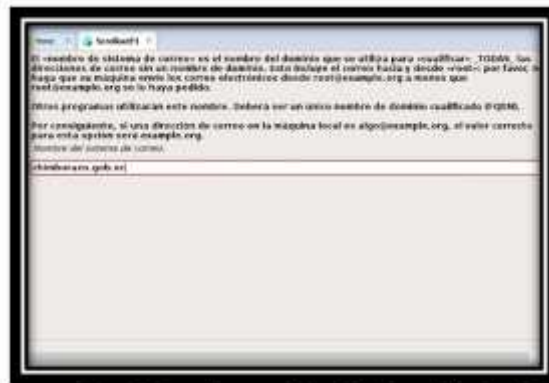 El «nombre de sistema de correo» es el nombre del dominio que se utiliza para «cualificar» _TODAS_ las
direcciones de correo sin un nombre de dominio. Esto incluye el correo hacia y desde «root»: por favor, n
haga que su máquina envíe los correo electrónicos desde root@example.org a menos que
root@example.org se lo haya pedido.
Otros programas utilizarán este nombre. Deberá ser un único nombre de dominio cualificado (FQDN).
Por consiguiente, si una dirección de correo en la máquina local es algo@example.org, el valor correcto
para esta opción será example.org.
Nombre del sistema de correo:
chimborazo.gob.ec